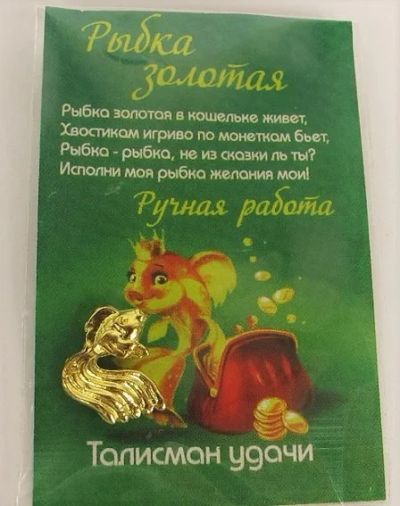 Рыбка
золотая
Рыбка золотая в кошельке живет,
Хвостикам игриво по монеткам бьет,
Рыбка - рыбка, не из сказки ль ты?
Исполни моя рыбка желания мои!
Ручная работа
Талисман удачи